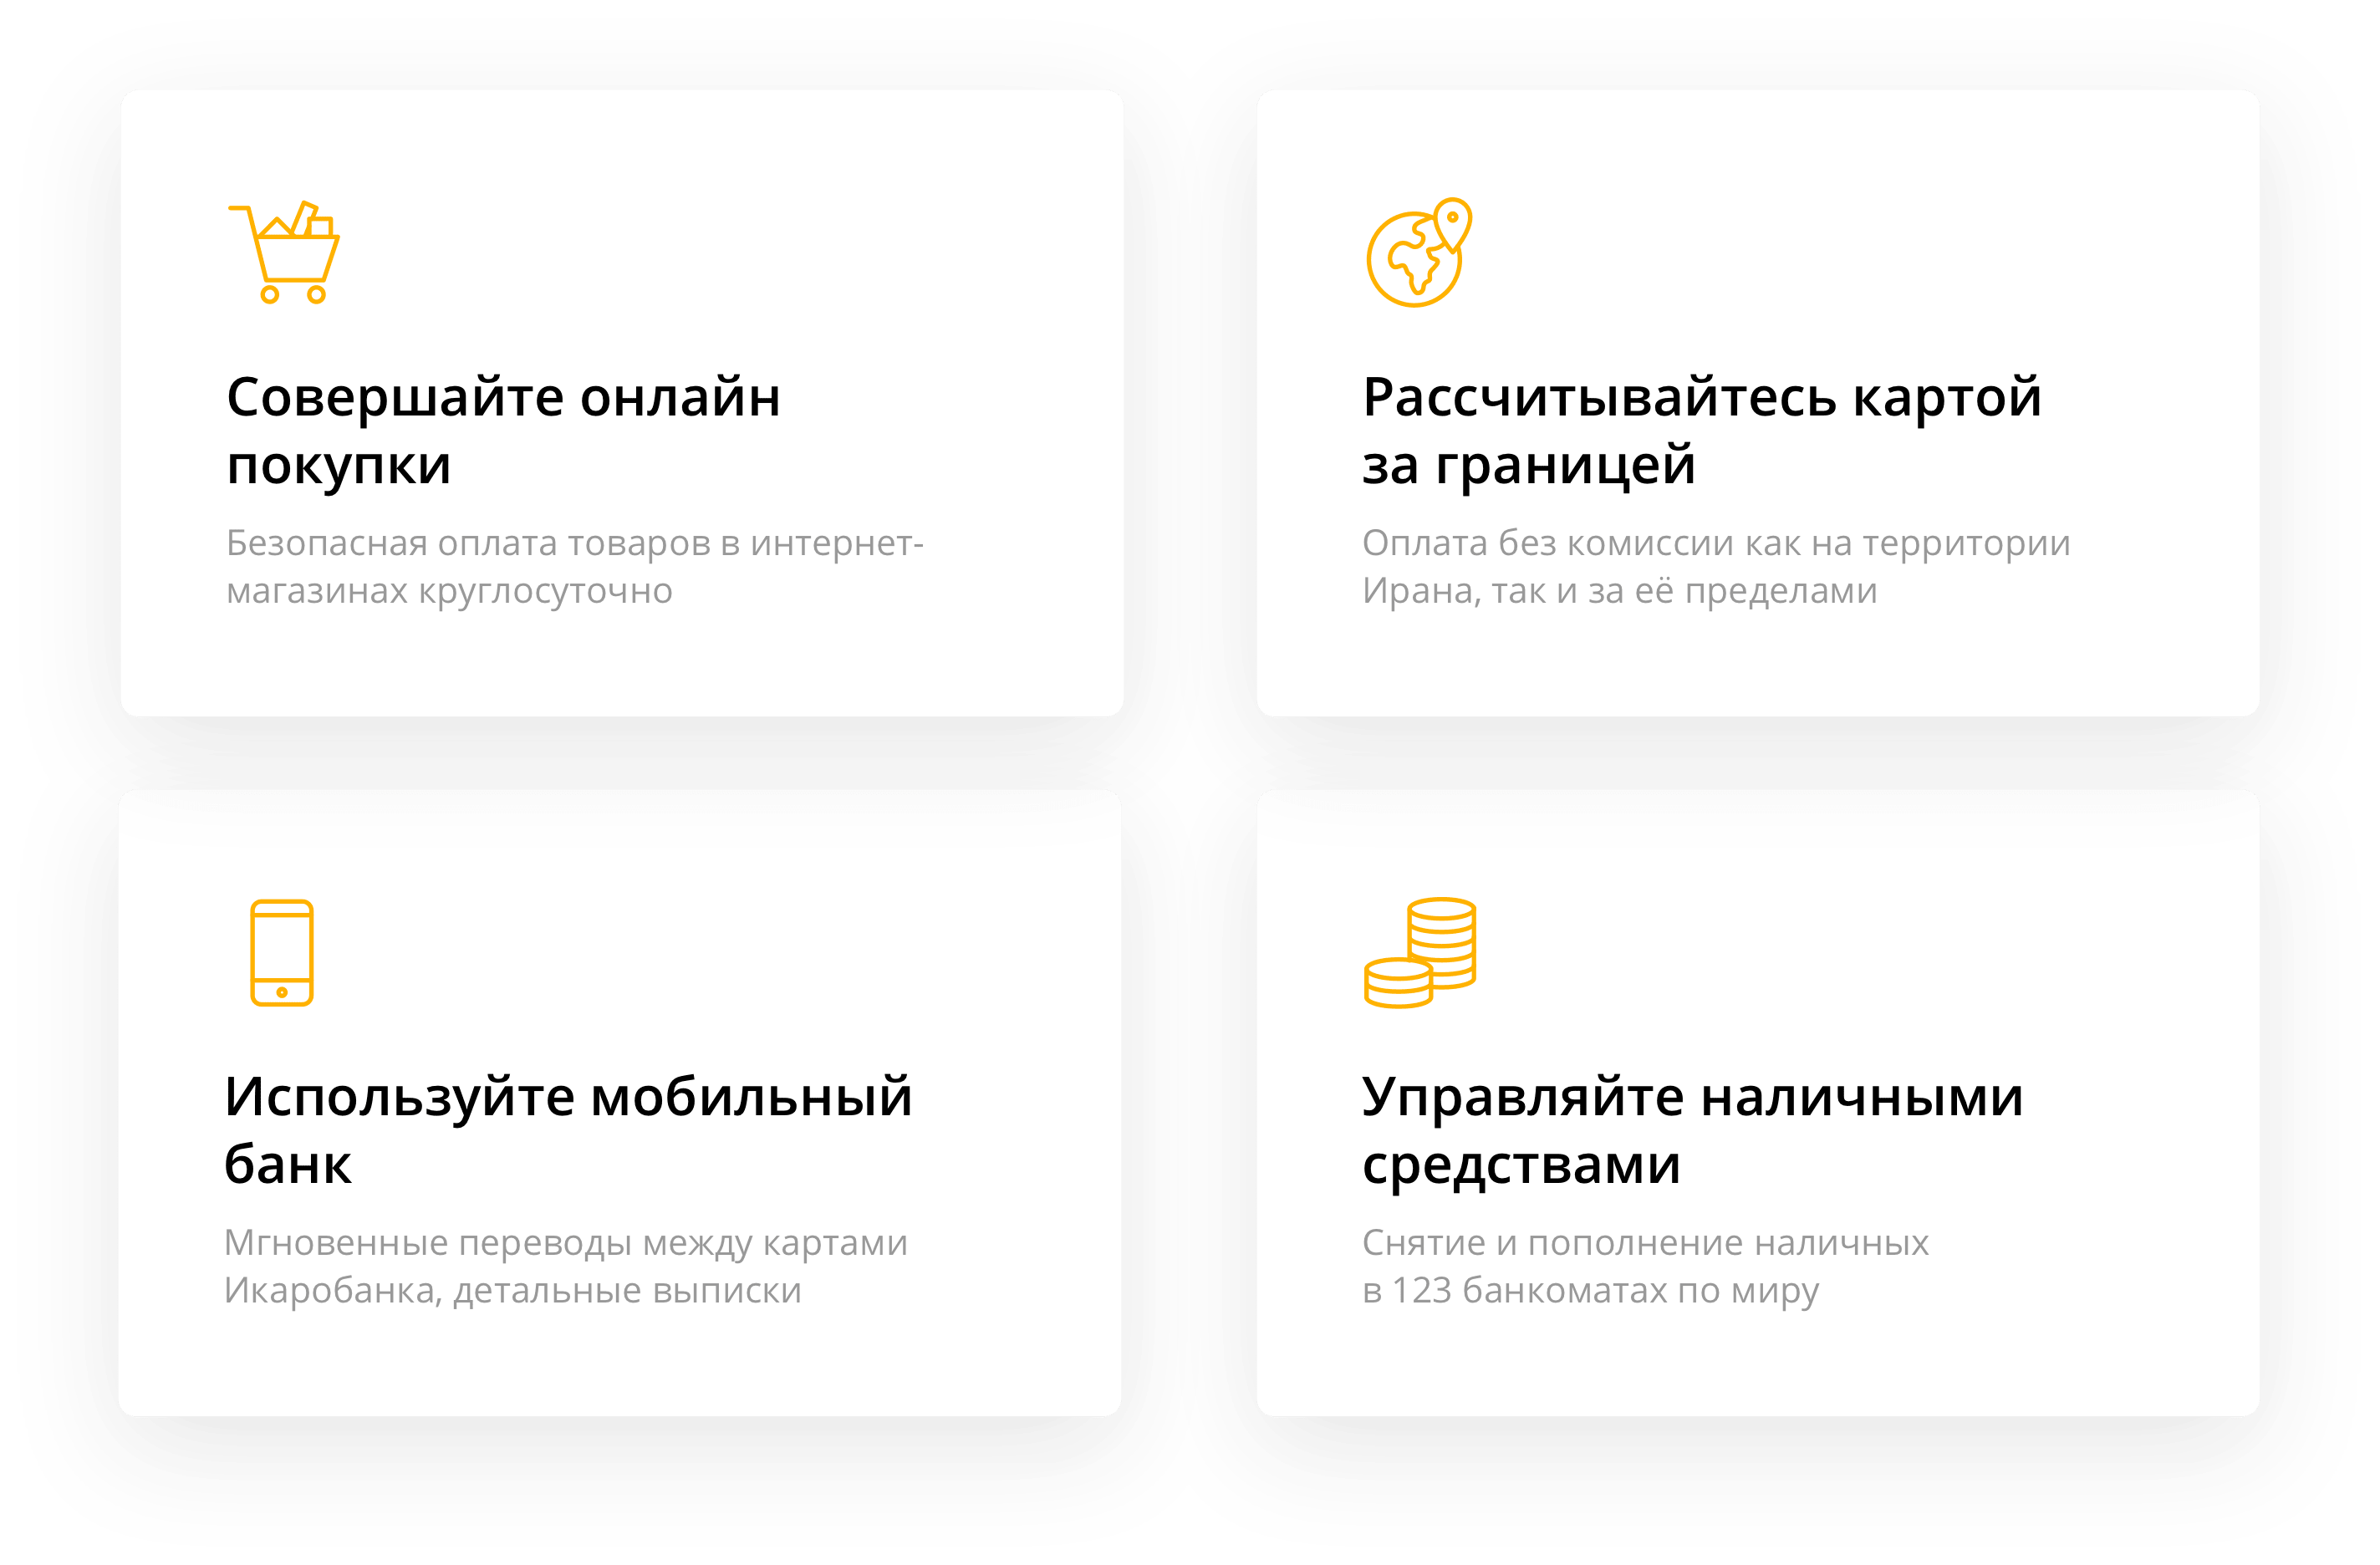 Совершайте онлайн
покупки
Безопасная оплата товаров в интернет-
магазинах круглосуточно
Рассчитывайтесь картой
за границей
Оплата без комиссии как на территории
Ирана, так и за её пределами
Используйте мобильный
банк
Мгновенные переводы между картами
Икаробанка, детальные выписки
Управляйте наличными
средствами
Снятие и пополнение наличных
в 123 банкоматах по миру